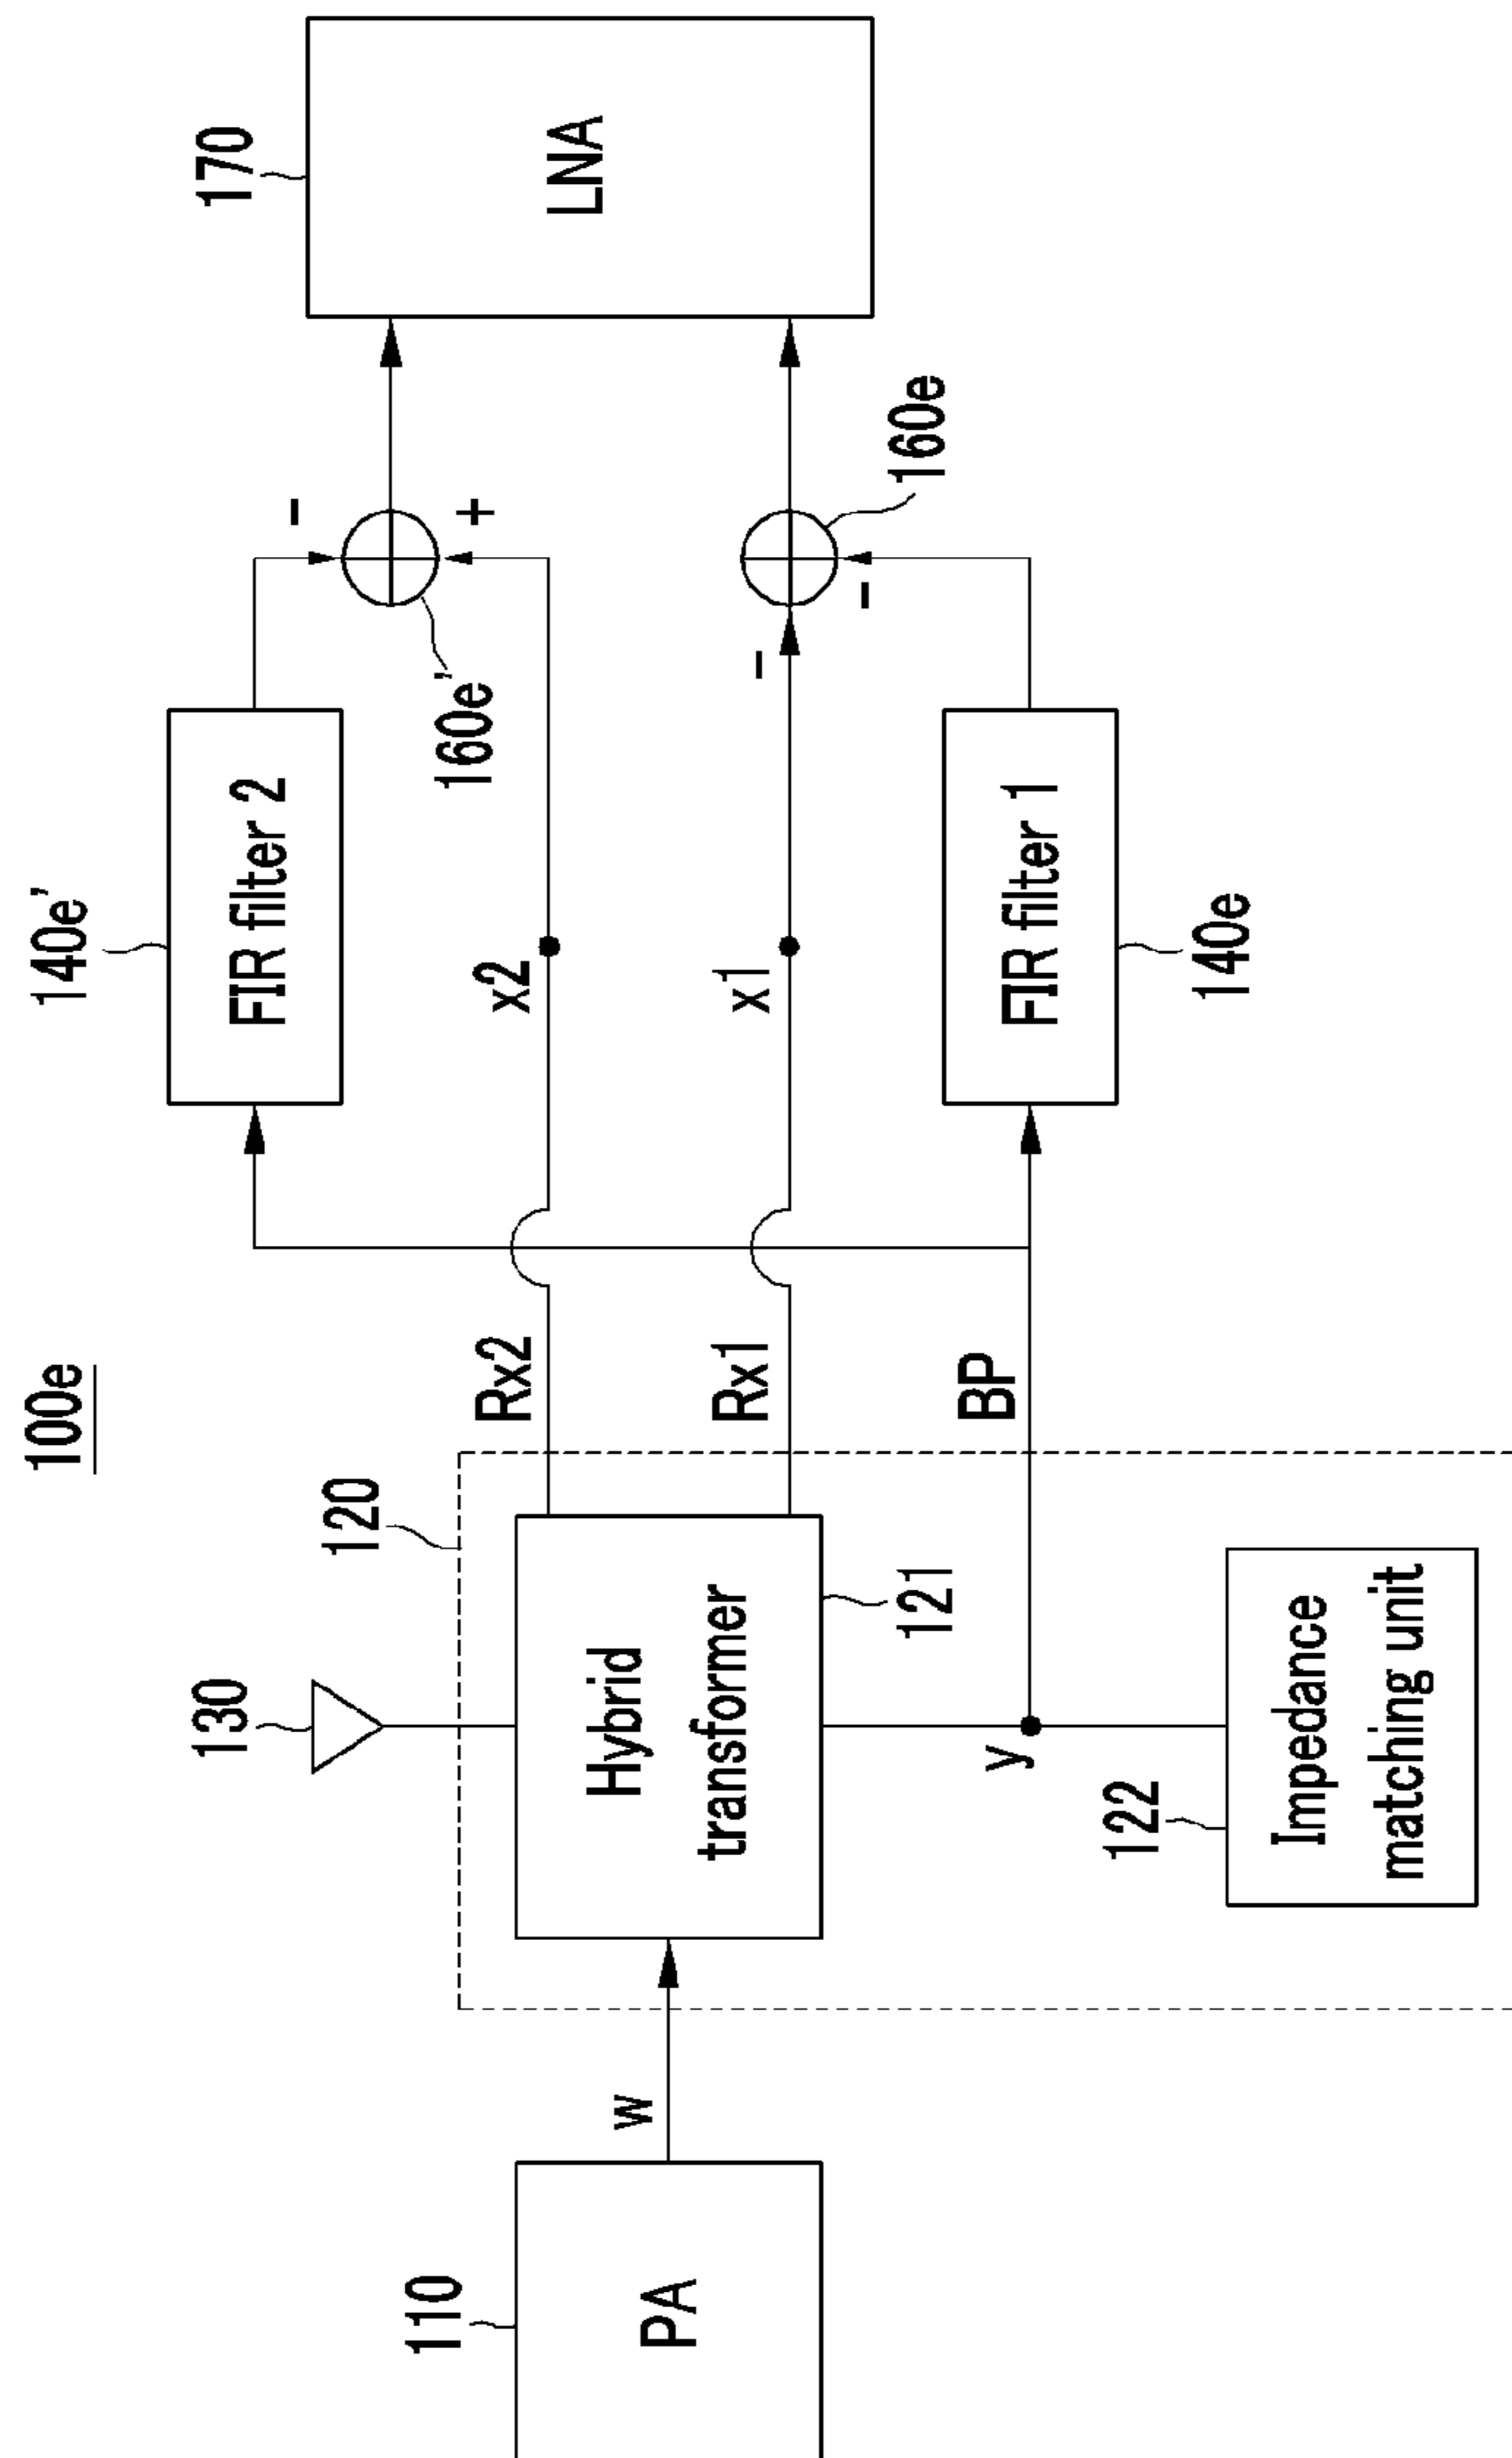 100e
110
PA
w
130
120
Hybrid
transformer
121
y
122
Impedance
matching unit
Rx2
Rx1
BP
140e'
FIR filter 2
x2
x1
FIR filter 1
140e
-
+
160e'
-
-
160e
170
LNA